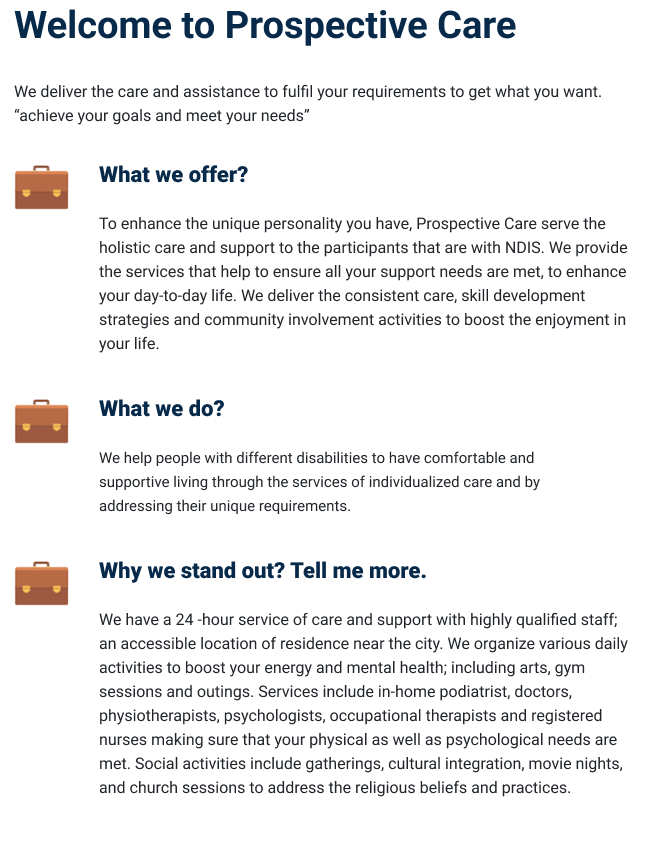 Welcome to Prospective Care
We deliver the care and assistance to fulfil your requirements to get what you want.
“achieve your goals and meet your needs”
What we offer?
To enhance the unique personality you have, Prospective Care serve the
holistic care and support to the participants that are with NDIS. We provide
the services that help to ensure all your support needs are met, to enhance
your day-to-day life. We deliver the consistent care, skill development
strategies and community involvement activities to boost the enjoyment in
your life.
What we do?
We help people with different disabilities to have comfortable and
supportive living through the services of individualized care and by
addressing their unique requirements.
Why we stand out? Tell me more.
We have a 24 -hour service of care and support with highly qualified staff;
an accessible location of residence near the city. We organize various daily
activities to boost your energy and mental health; including arts, gym
sessions and outings. Services include in-home podiatrist, doctors,
physiotherapists, psychologists, occupational therapists and registered
nurses making sure that your physical as well as psychological needs are
met. Social activities include gatherings, cultural integration, movie nights,
and church sessions to address the religious beliefs and practices.